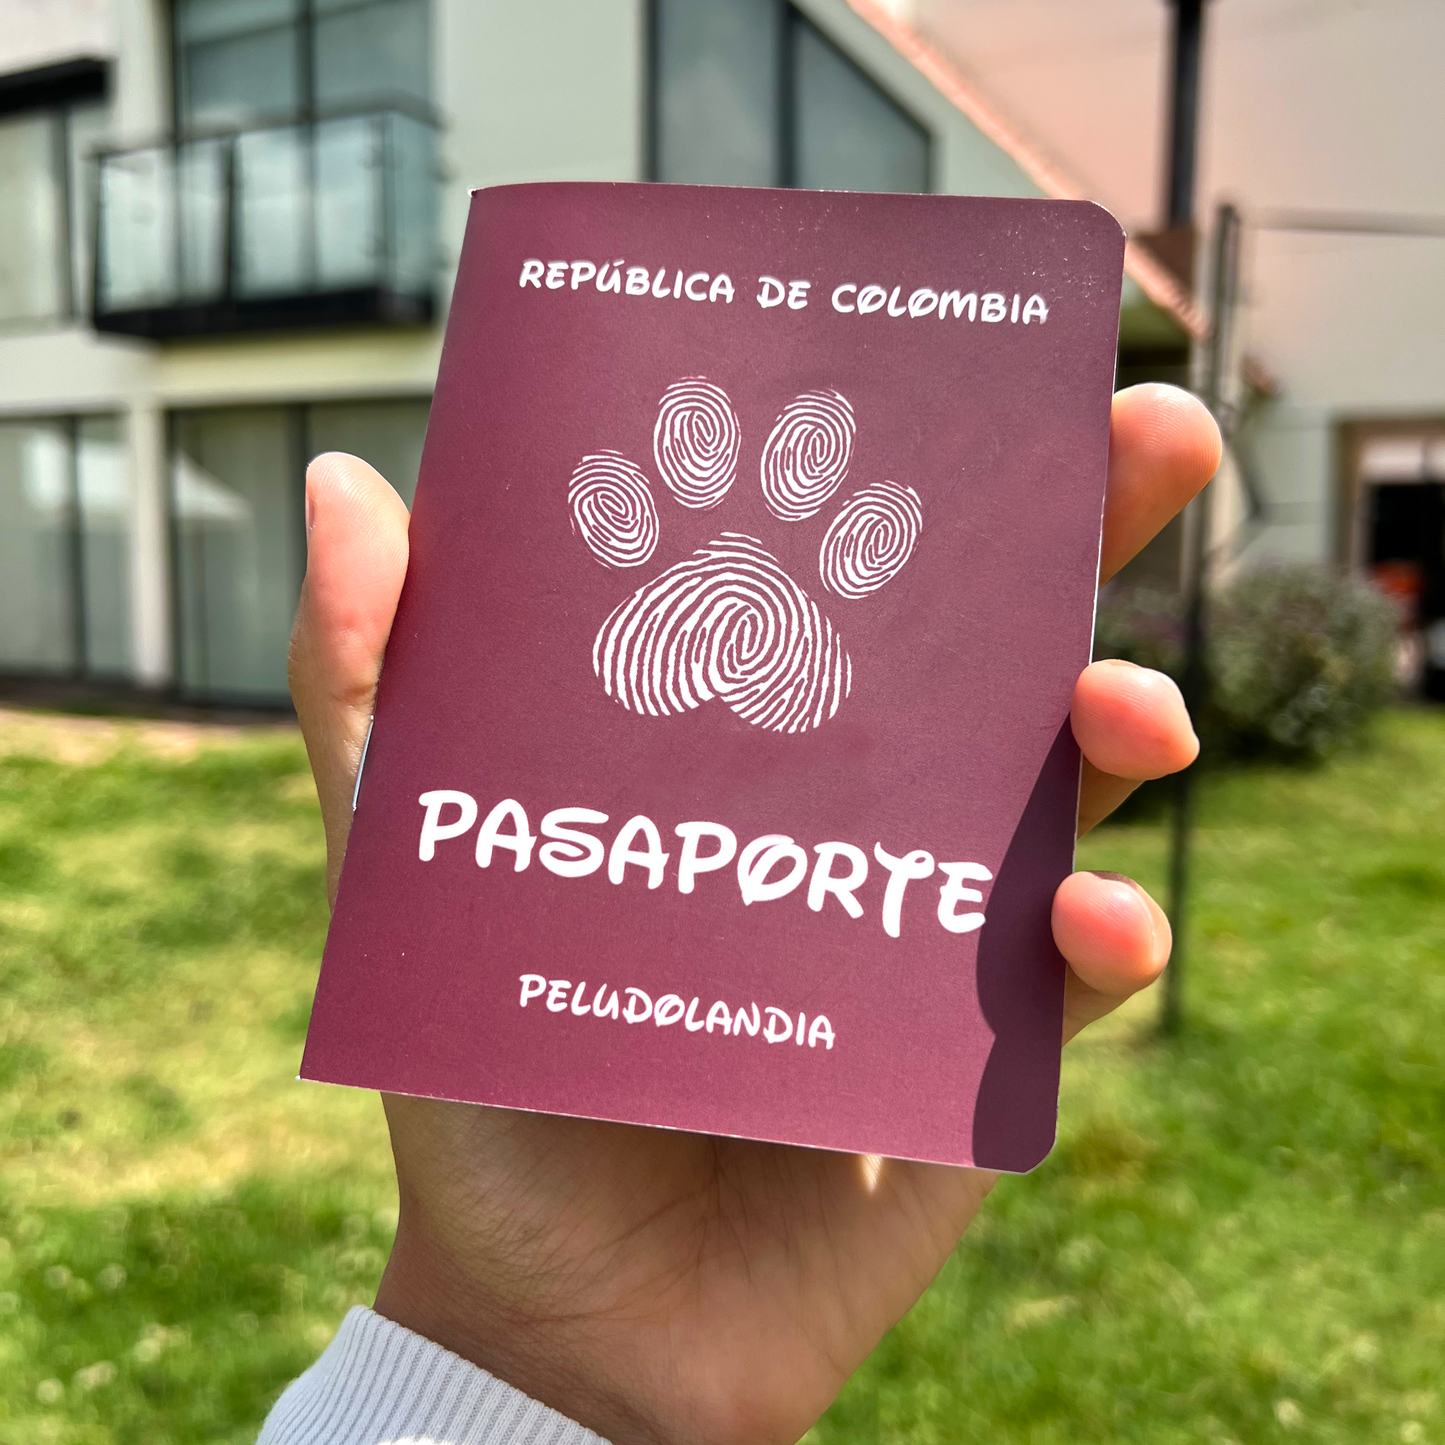 REPÚBLICA DE COLOMBIA
PASAPORTE
PELUDOLANDIA